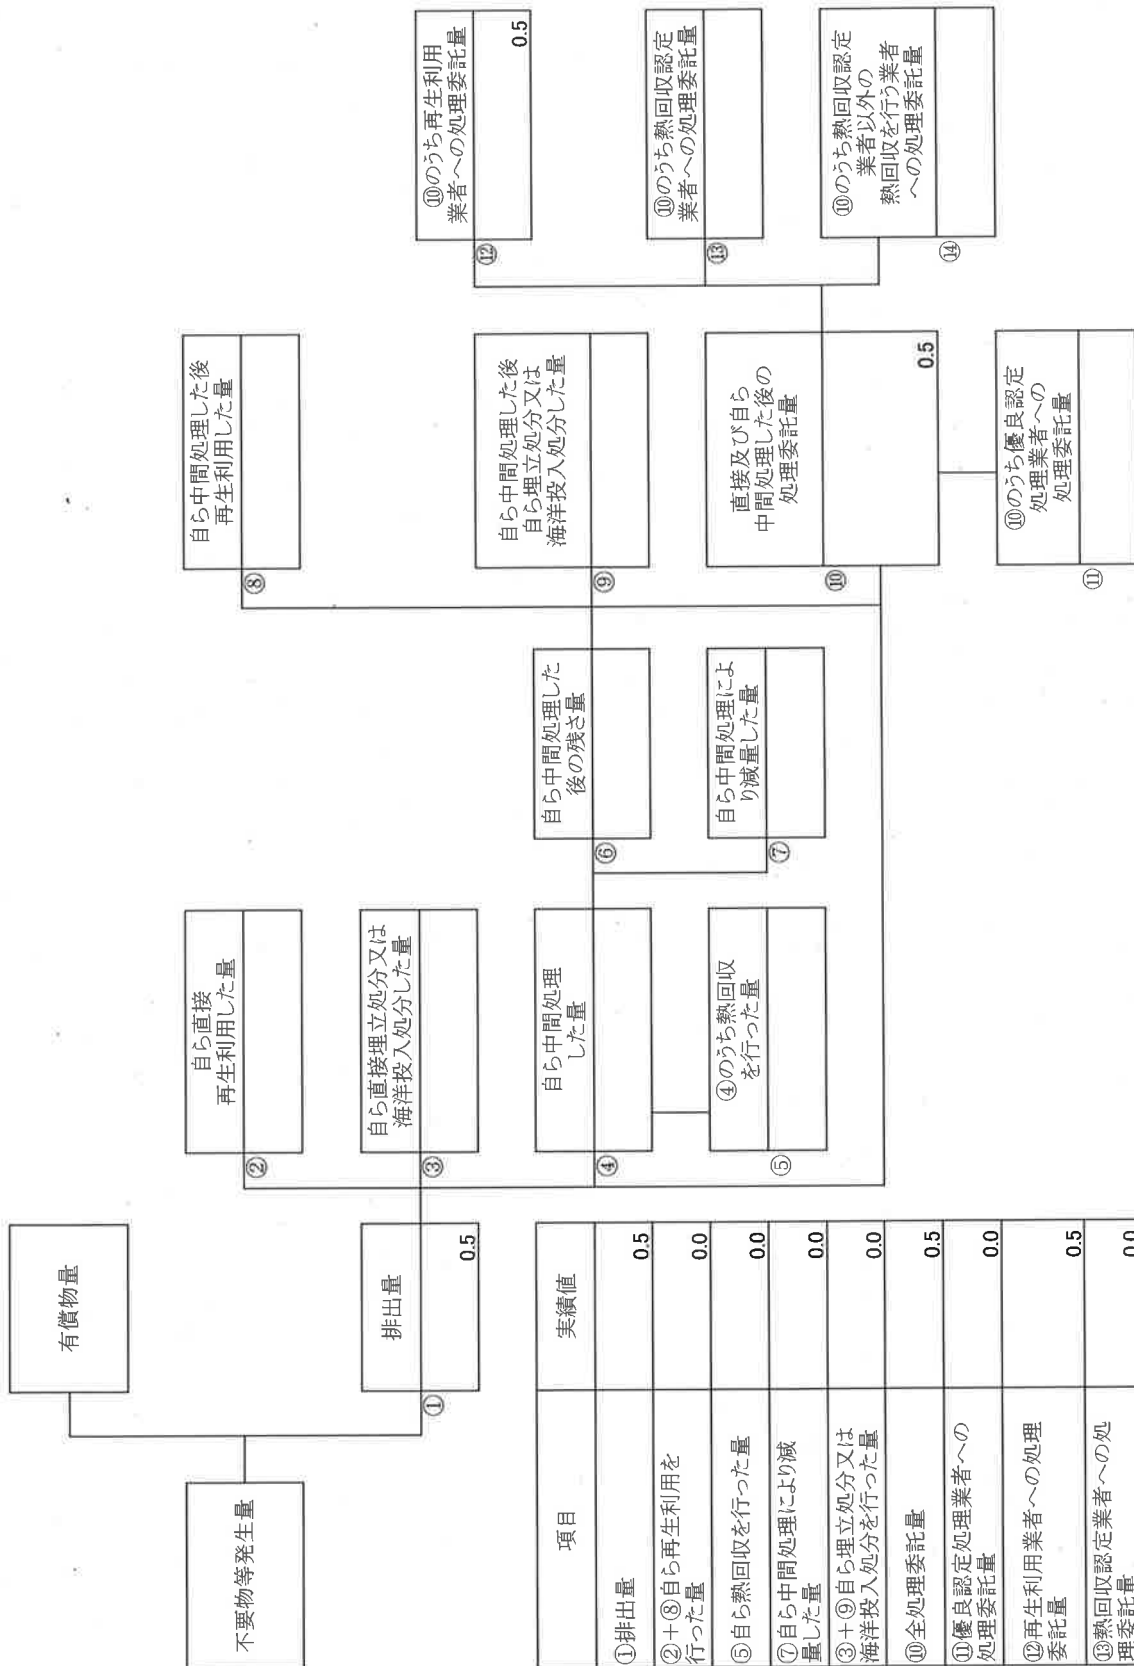 有償物量
不要物等発生量
排出量
①
0.5
自ら直接
再生利用した量
②
自ら直接埋立処分又は
海洋投入処分した量
③
自ら中間処理
した量
④
④のうち熱回収
を行った量
⑤
自ら中間処理した
後の残さ量
⑥
自ら中間処理によ
り減量した量
⑦
自ら中間処理した後
再生利用した量
⑧
自ら中間処理した後
自ら埋立処分又は
海洋投入処分した量
⑨
直接及び自ら
中間処理した後の
処理委託量
⑩
0.5
⑩のうち優良認定
処理業者への
処理委託量
⑪
⑩のうち再生利用
業者への処理委託量
⑫
0.5
⑩のうち熱回収認定
業者への処理委託量
⑬
⑩のうち熱回収認定
業者以外の
熱回収を行う業者
への処理委託量
⑭
項目 実績値
①排出量 0.5
②+⑧自ら再生利用を
行った量 0.0
⑤自ら熱回収を行った量 0.0
⑦自ら中間処理により減
量した量 0.0
③+⑨自ら埋立処分又は
海洋投入処分を行った量 0.0
⑩全処理委託量 0.5
⑪優良認定処理業者への
処理委託量 0.0
⑫再生利用業者への処理
委託量 0.5
⑬熱回収認定業者への処
理委託量 0.0